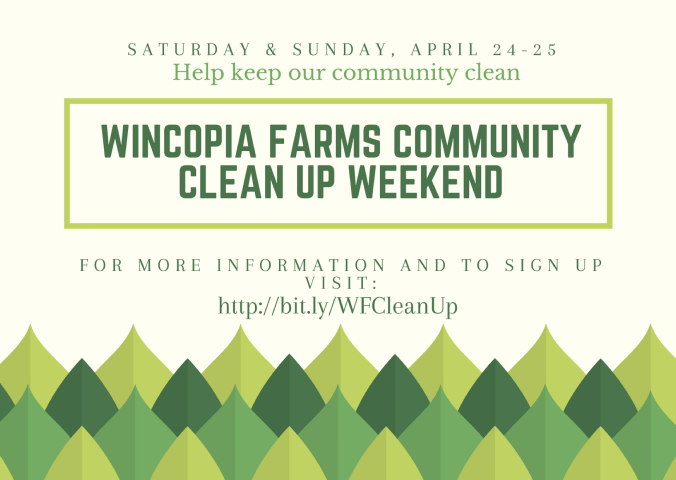 SATURDAY & SUNDAY, APRIL 24-25
Help keep our community clean
WINCOPIA FARMS COMMUNITY
CLEAN UP WEEKEND
FOR MORE INFORMATION AND TO SIGN UP
VISIT:
http://bit.ly/WFCleanUp